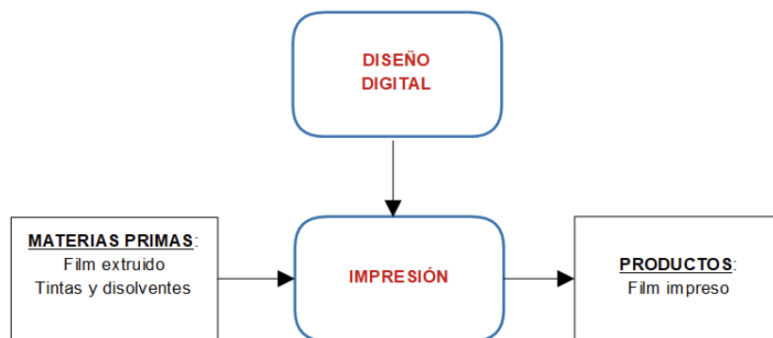 DISEÑO
DIGITAL
MATERIAS PRIMAS:
Film extruido
Tintas y disolventes
IMPRESIÓN
PRODUCTOS:
Film impreso